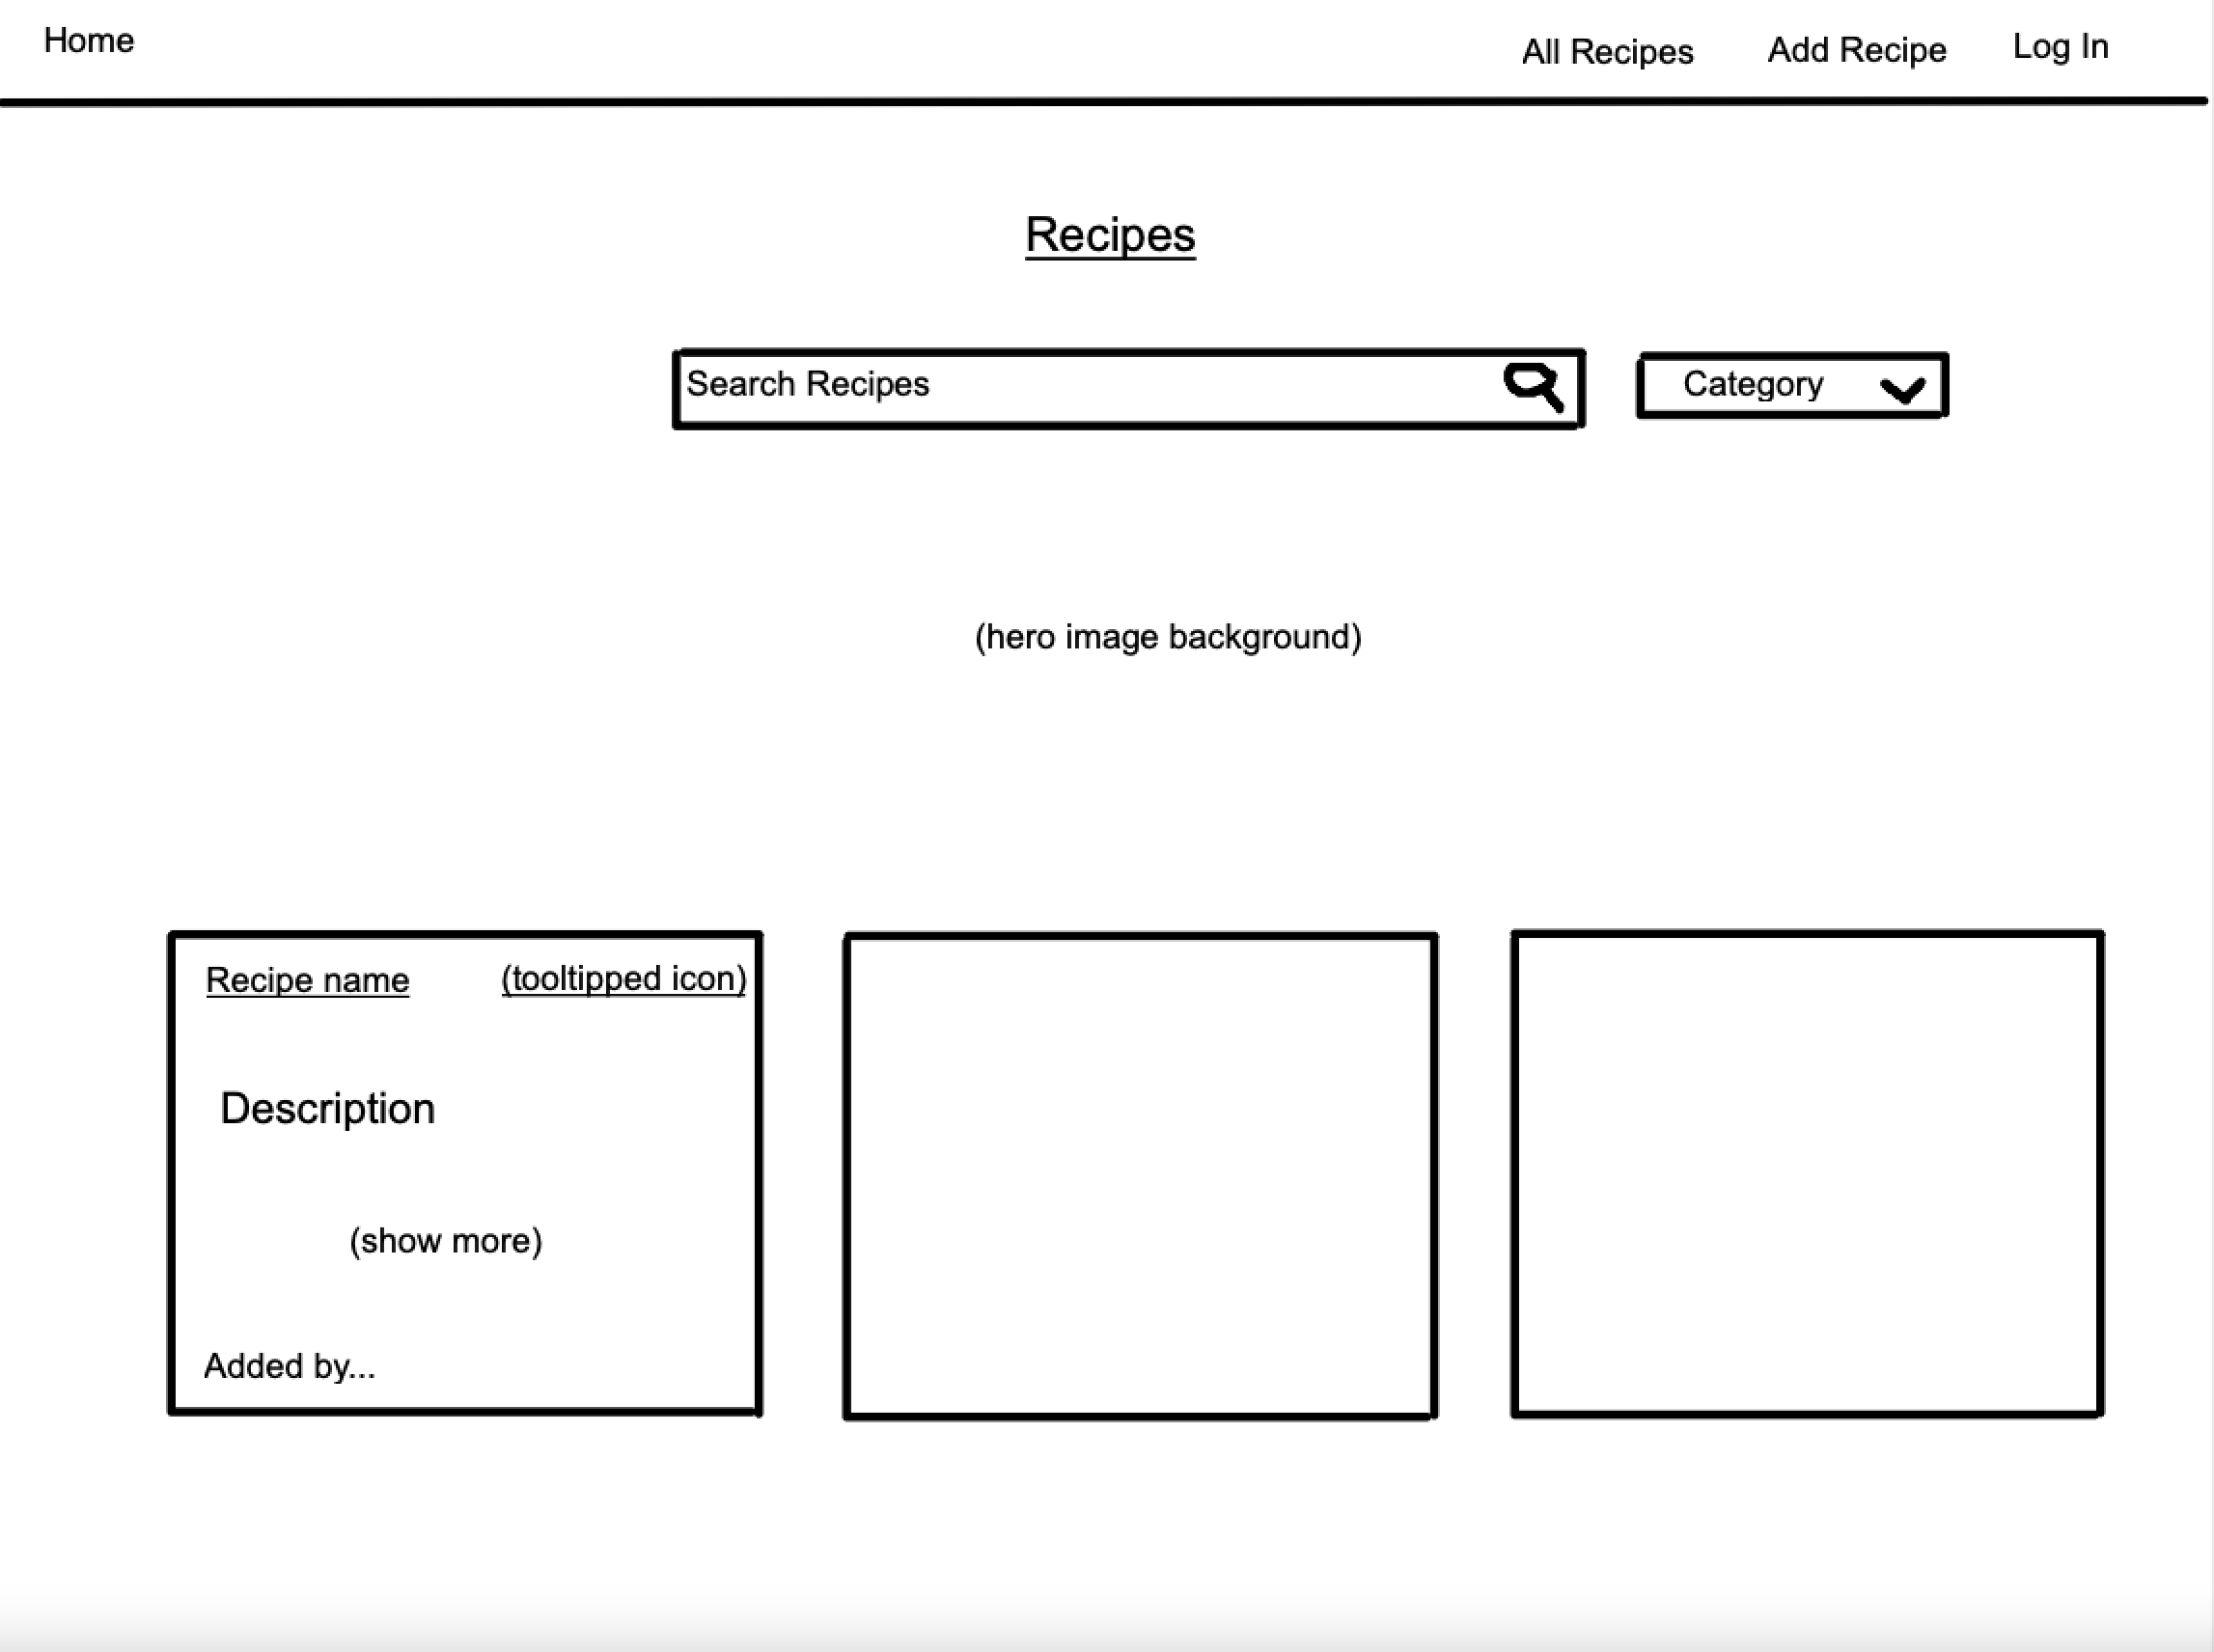 Home All Recipes Add Recipe Log In
Recipes
Search Recipes Category
(hero image background)
Recipe name (tooltipped icon)
Description
(show more)
Added by...